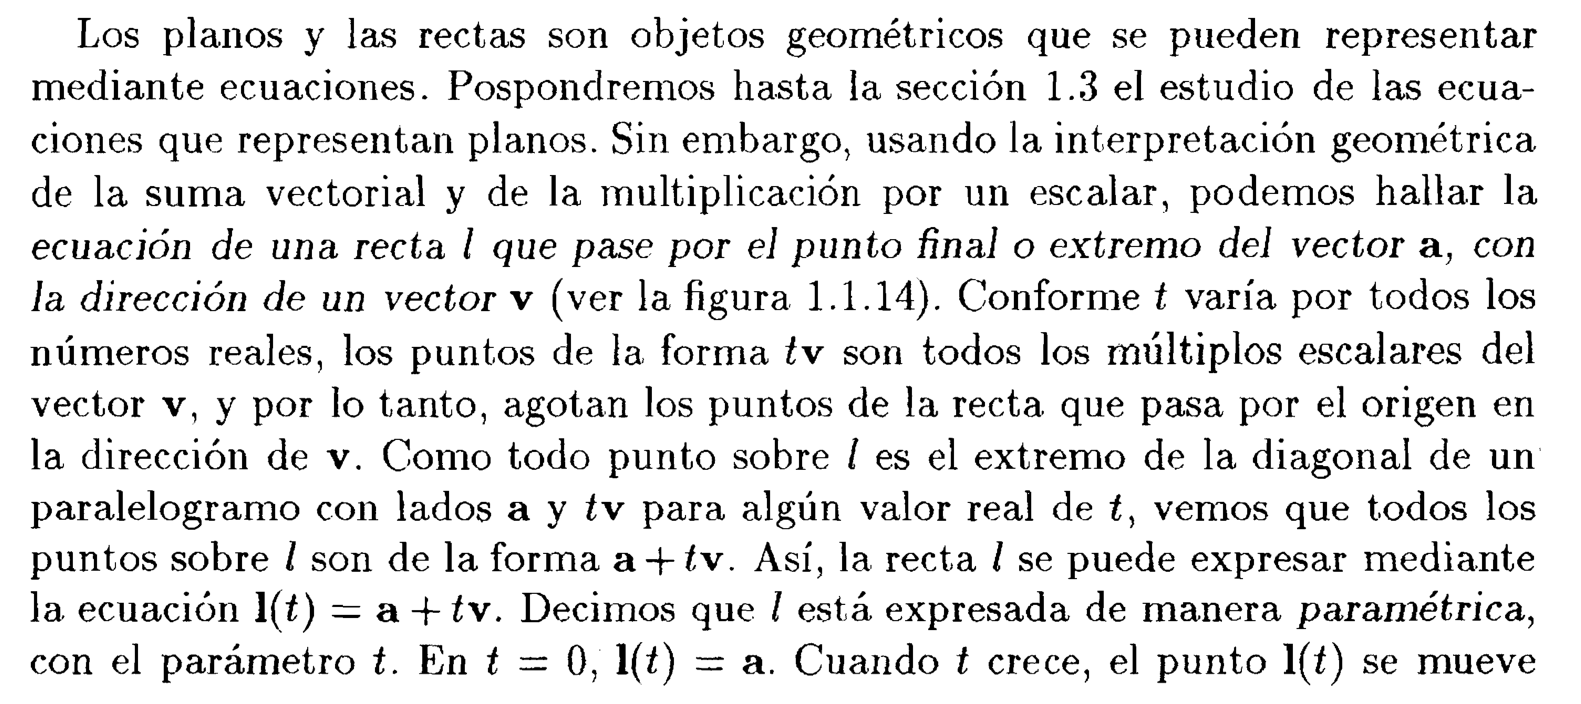 Los planos y las rectas son objetos geométricos que se pueden representar
mediante ecuaciones. Pospondremos hasta la sección 1.3 el estudio de las ecua-
ciones que representan planos. Sin embargo, usando la interpretación geométrica
de la suma vectorial y de la multiplicación por un escalar, podemos hallar la
ecuación de una recta l que pase por el punto final o extremo del vector a, con
la dirección de un vector v (ver la figura 1.1.14). Conforme t varía por todos los
números reales, los puntos de la forma tv son todos los múltiplos escalares del
vector v, y por lo tanto, agotan los puntos de la recta que pasa por el origen en
la dirección de v. Como todo punto sobre l es el extremo de la diagonal de un
paralelogramo con lados a y tv para algún valor real de t, vemos que todos los
puntos sobre l son de la forma a + tv. Así, la recta l se puede expresar mediante
la ecuación l(t) = a + tv. Decimos que l está expresada de manera paramétrica,
con el parámetro t. En t = 0, l(t) = a. Cuando t crece, el punto l(t) se mueve